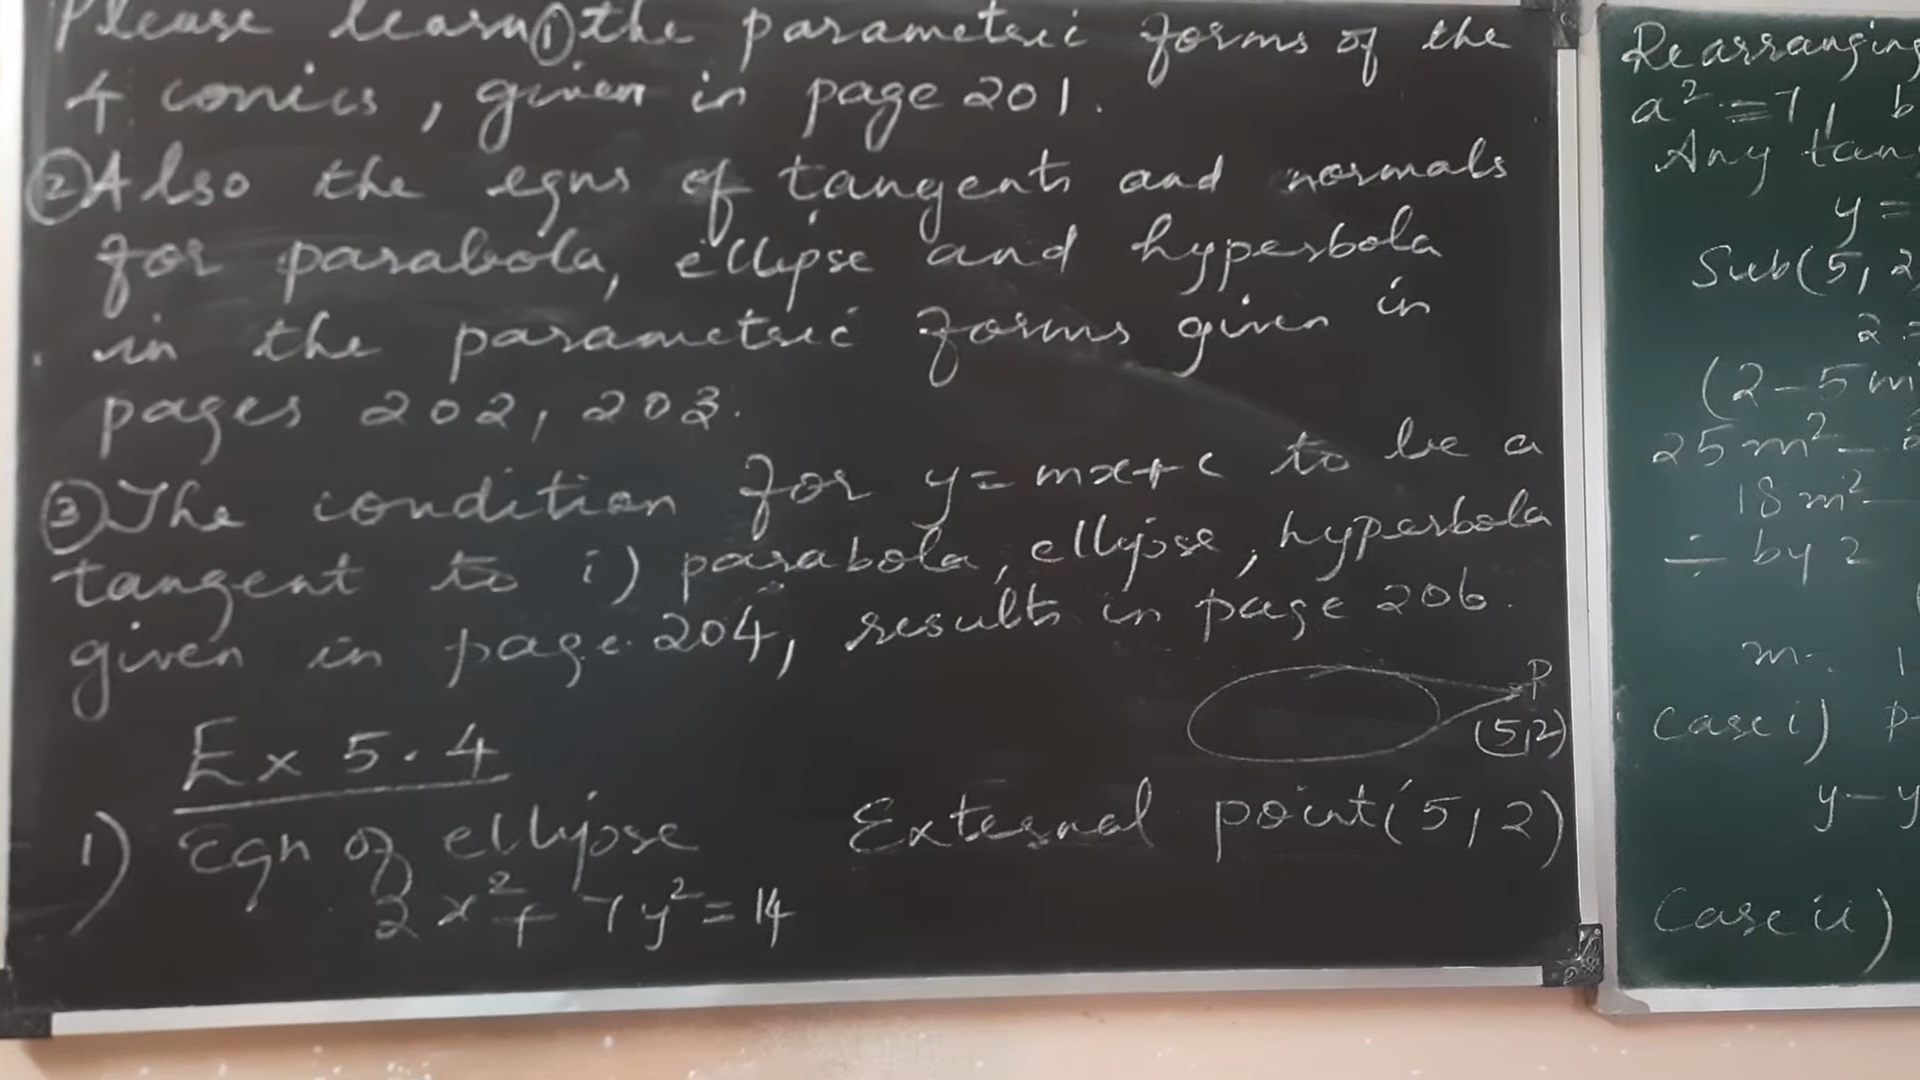 Please learn ① the parametric forms of the
4 conics, given in page 201.
② Also the eqns of tangents and normals
for parabola, ellipse and hyperbola
in the parametric forms given in
pages 202, 203.
③ The condition for y = mx + c to be a
tangent to i) parabola, ellipse, hyperbola
given in page 204, results in page 206.
P
(5,2)
Ex 5.4
1) Eqn of ellipse External point (5,2)
2x² + 7y² = 14
Rearranging
a² = 7, b
Any tan
y =
Sub (5, 2
2 =
(2 - 5m
25m² -
18m² -
÷ by 2
m
Case i)
y - y
Case ii)